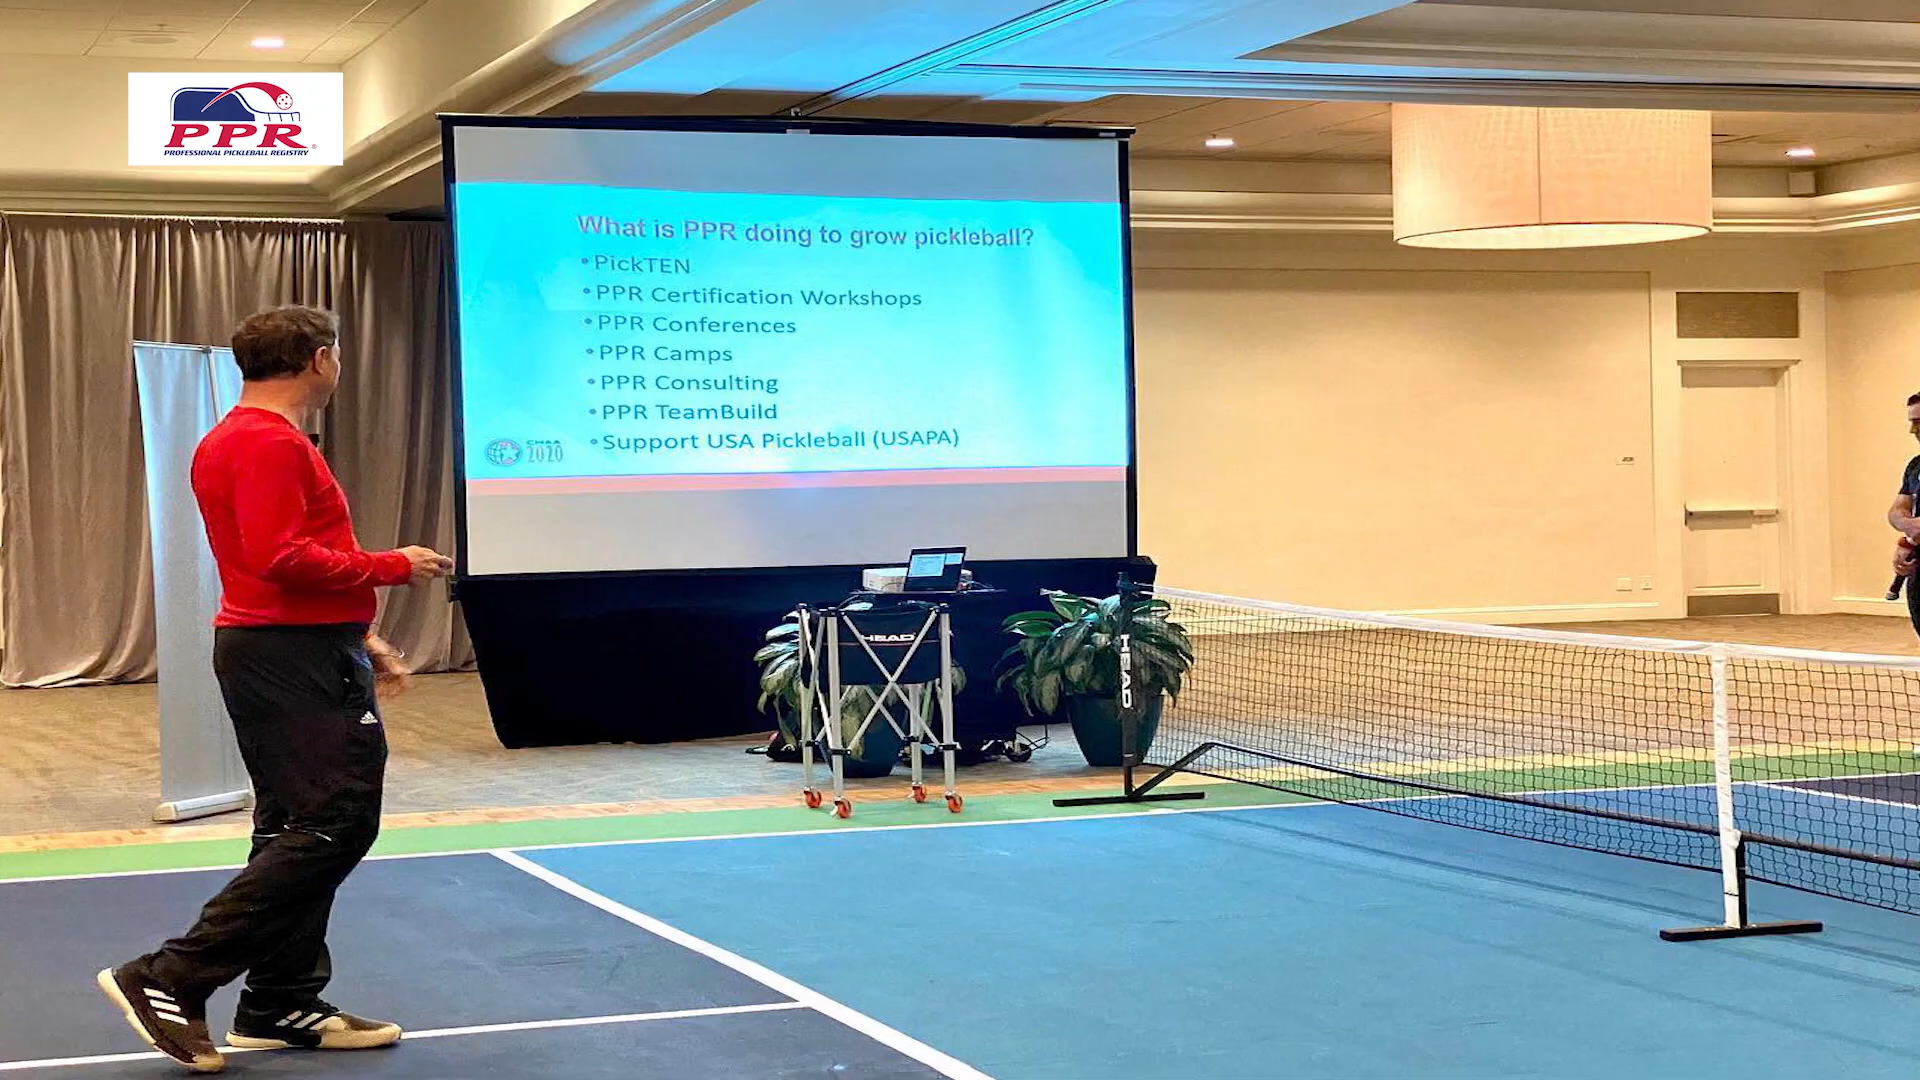 PPR®
PROFESSIONAL PICKLEBALL REGISTRY
What is PPR doing to grow pickleball?
•PickTEN
•PPR Certification Workshops
•PPR Conferences
•PPR Camps
•PPR Consulting
•PPR TeamBuild
•Support USA Pickleball (USAPA)
CMAA
2020
HEAD
HEAD